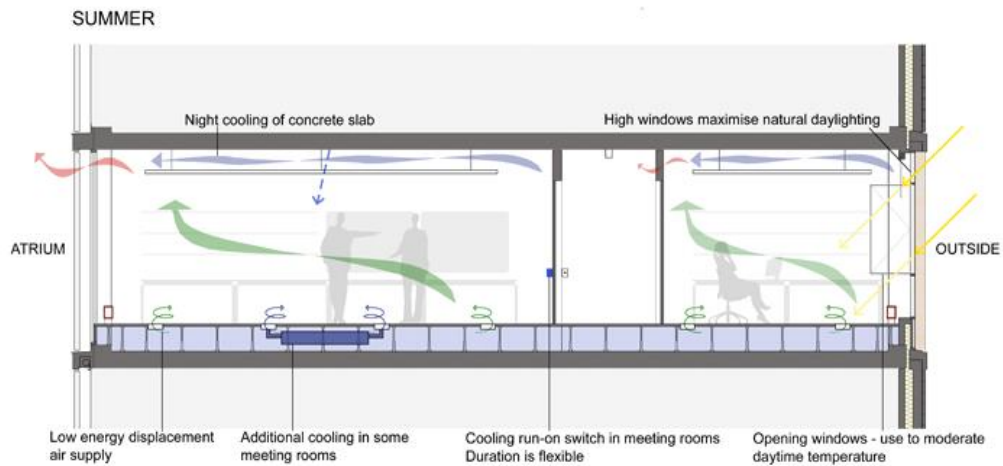 SUMMER
Night cooling of concrete slab
High windows maximise natural daylighting
ATRIUM
OUTSIDE
Low energy displacement
air supply
Additional cooling in some
meeting rooms
Cooling run-on switch in meeting rooms
Duration is flexible
Opening windows - use to moderate
daytime temperature